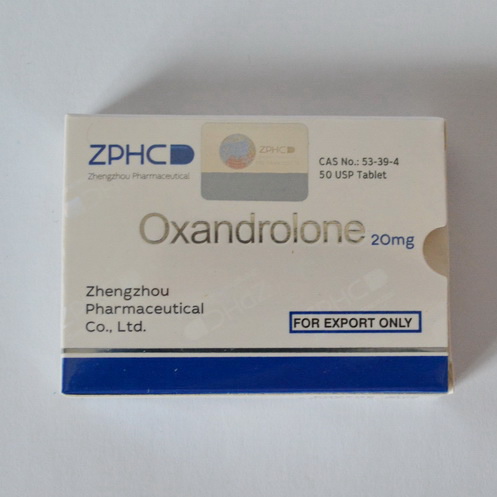 ZPHC
Zhengzhou Pharmaceutical
ZPHC
CAS No.: 53-39-4
50 USP Tablet
Oxandrolone 20mg
Zhengzhou
Pharmaceutical
Co., Ltd.
FOR EXPORT ONLY